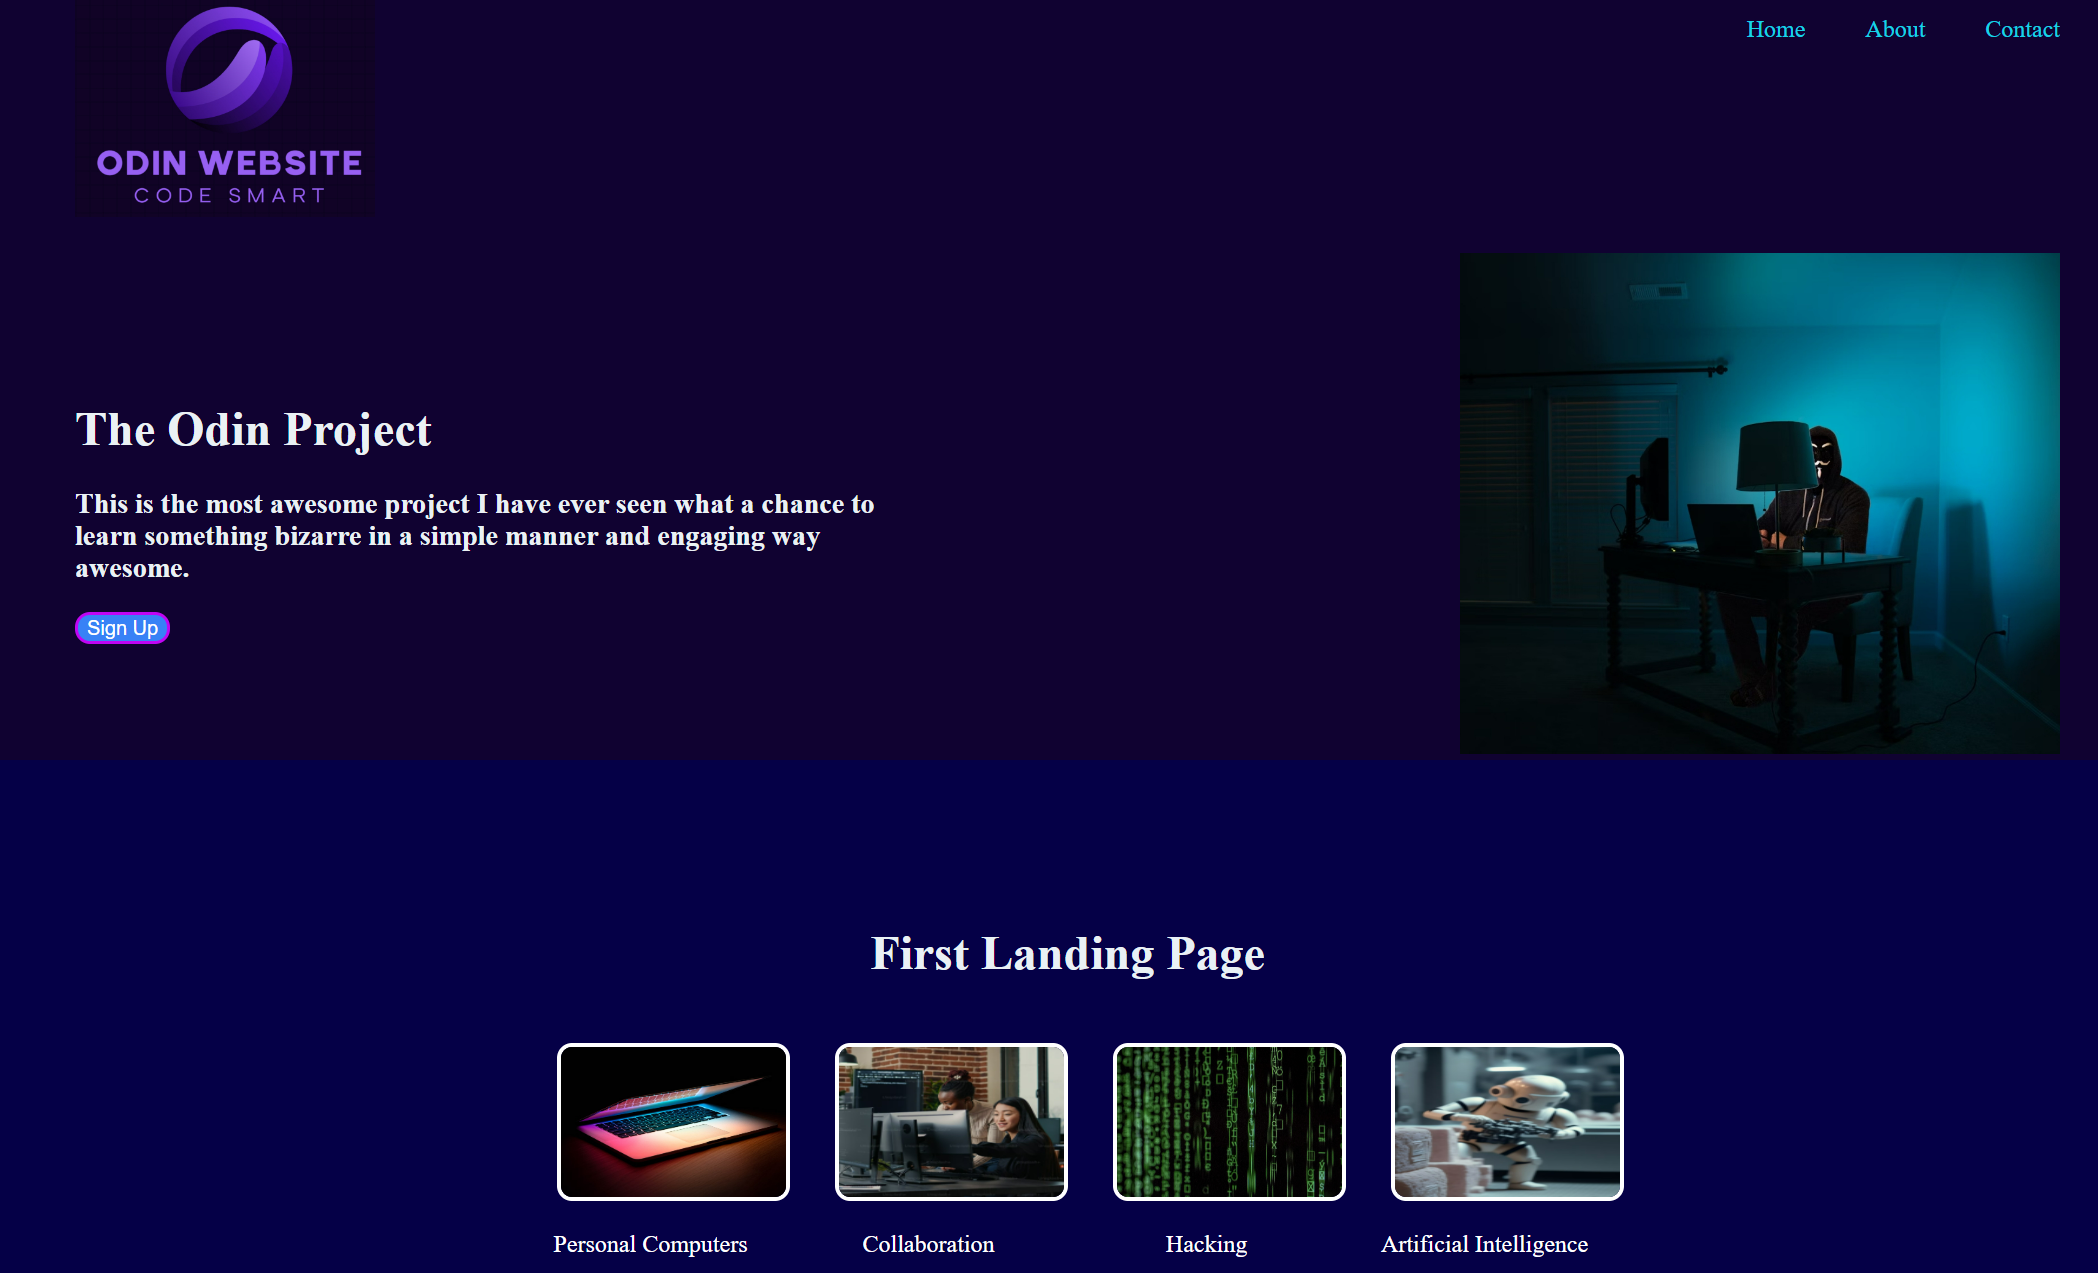 Home About Contact
ODIN WEBSITE
CODE SMART
The Odin Project
This is the most awesome project I have ever seen what a chance to
learn something bizarre in a simple manner and engaging way
awesome.
Sign Up
First Landing Page
Personal Computers Collaboration Hacking Artificial Intelligence